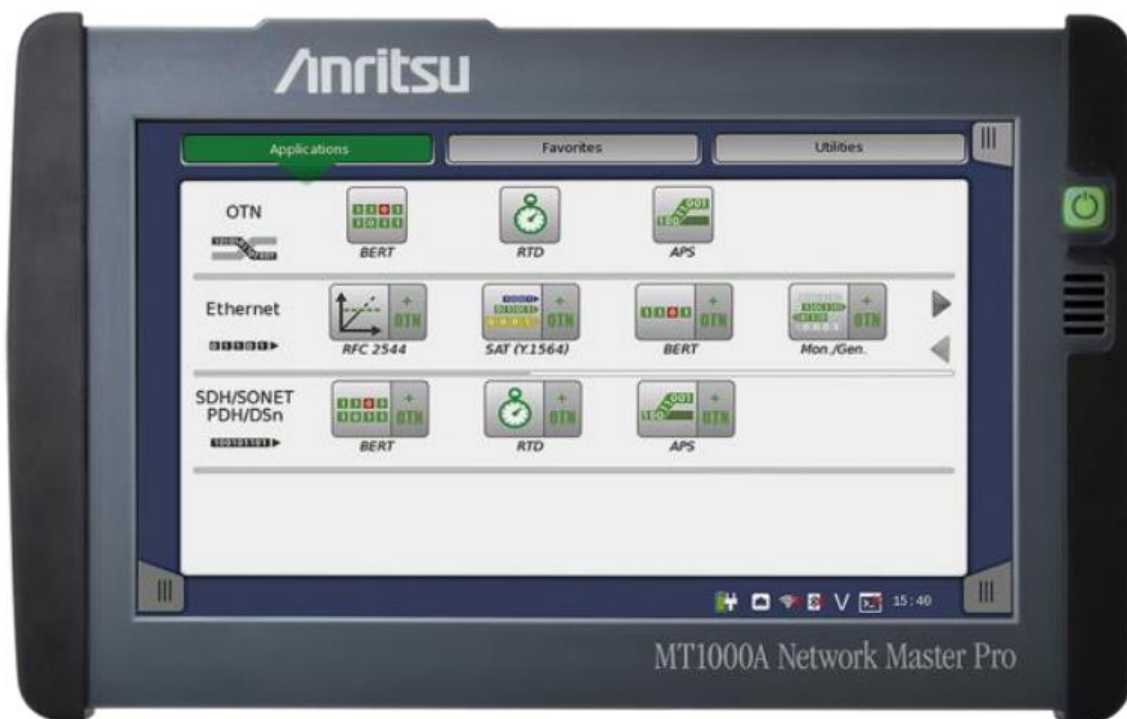 Anritsu
Applications
Favorites
Utilities
OTN
BERT
RTD
APS
Ethernet
+ OTN
RFC 2544
+ OTN
SAT (Y.1564)
+ OTN
BERT
+ OTN
Mon./Gen.
SDH/SONET
PDH/DSn
+ OTN
BERT
+ OTN
RTD
+ OTN
APS
V
15:40
MT1000A Network Master Pro